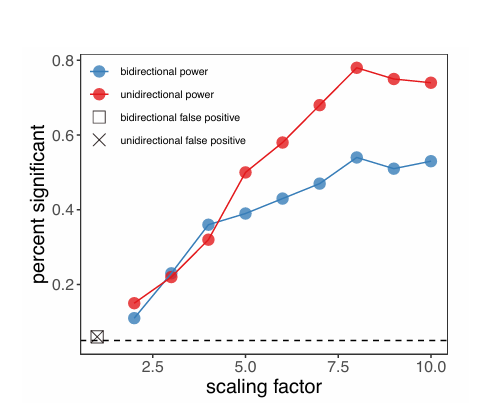 bidirectional power
unidirectional power
bidirectional false positive
unidirectional false positive
percent significant
0.8
0.6
0.4
0.2
2.5 5.0 7.5 10.0
scaling factor